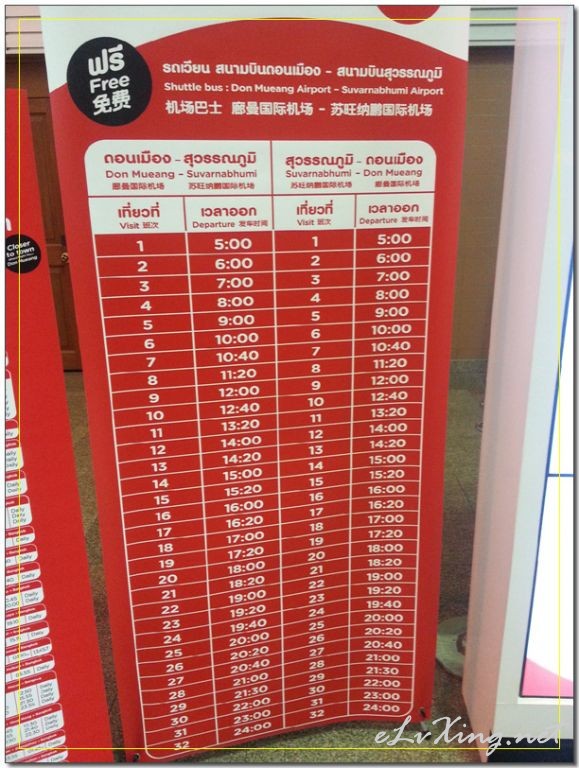 ฟรี
Free
免费
รถเวียน สนามบินดอนเมือง - สนามบินสุวรรณภูมิ
Shuttle bus : Don Mueang Airport - Suvarnabhumi Airport
机场巴士 廊曼国际机场 - 苏旺纳鹏国际机场
ดอนเมือง - สุวรรณภูมิ สุวรรณภูมิ - ดอนเมือง
Don Mueang - Suvarnabhumi Suvarnabhumi - Don Mueang
廊曼国际机场 苏旺纳鹏国际机场 苏旺纳鹏国际机场 廊曼国际机场
เที่ยวที่ เวลาออก เที่ยวที่ เวลาออก
Visit 班次 Departure 发车时间 Visit 班次 Departure 发车时间
1 5:00 1 5:00
2 6:00 2 6:00
3 7:00 3 7:00
4 8:00 4 8:00
5 9:00 5 9:00
6 10:00 6 10:00
7 10:40 7 10:40
8 11:20 8 11:20
9 12:00 9 12:00
10 12:40 10 12:40
11 13:20 11 13:20
12 14:00 12 14:00
13 14:20 13 14:20
14 15:00 14 15:00
15 15:20 15 15:20
16 16:00 16 16:00
17 16:20 17 16:20
18 17:00 18 17:00
19 17:20 19 17:20
20 18:00 20 18:00
21 18:20 21 18:20
22 19:00 22 19:00
23 19:20 23 19:20
24 19:40 24 19:40
25 20:00 25 20:00
26 20:20 26 20:20
27 20:40 27 20:40
28 21:00 28 21:00
29 21:30 29 21:30
30 22:00 30 22:00
31 23:00 31 23:00
32 24:00 32 24:00
Closer
to town
Don Mueang
eLiXing.net
eLiXing.net